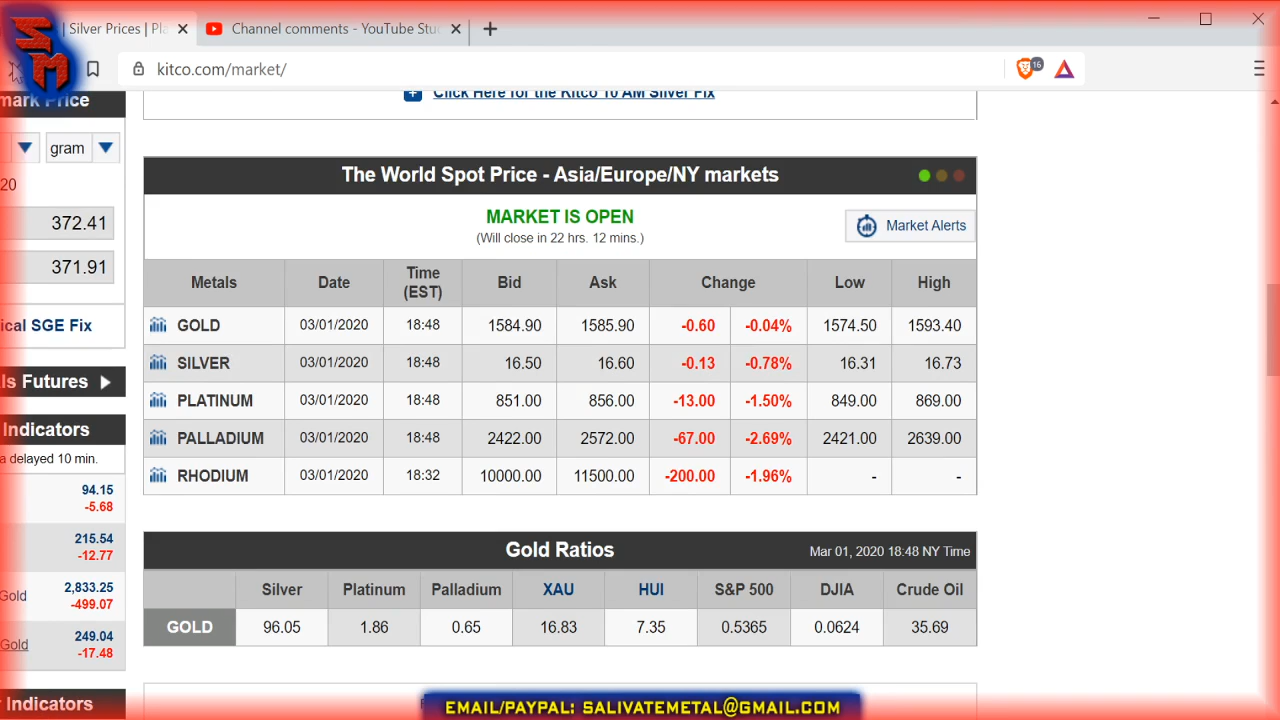 SM
Silver Prices | Pla
Channel comments - YouTube Stu
kitco.com/market/
16
mark Price
gram
20
372.41
371.91
ical SGE Fix
ls Futures
Indicators
a delayed 10 min.
94.15
-5.68
215.54
-12.77
Gold 2,833.25
-499.07
Gold 249.04
-17.48
Indicators
Click Here for the Kitco 10 AM Silver Fix
The World Spot Price - Asia/Europe/NY markets
MARKET IS OPEN
(Will close in 22 hrs. 12 mins.)
Market Alerts
Metals Date Time (EST) Bid Ask Change Low High
GOLD 03/01/2020 18:48 1584.90 1585.90 -0.60 -0.04% 1574.50 1593.40
SILVER 03/01/2020 18:48 16.50 16.60 -0.13 -0.78% 16.31 16.73
PLATINUM 03/01/2020 18:48 851.00 856.00 -13.00 -1.50% 849.00 869.00
PALLADIUM 03/01/2020 18:48 2422.00 2572.00 -67.00 -2.69% 2421.00 2639.00
RHODIUM 03/01/2020 18:32 10000.00 11500.00 -200.00 -1.96% - -
Gold Ratios
Mar 01, 2020 18:48 NY Time
Silver Platinum Palladium XAU HUI S&P 500 DJIA Crude Oil
GOLD 96.05 1.86 0.65 16.83 7.35 0.5365 0.0624 35.69
EMAIL/PAYPAL: SALIVATEMETAL@GMAIL.COM